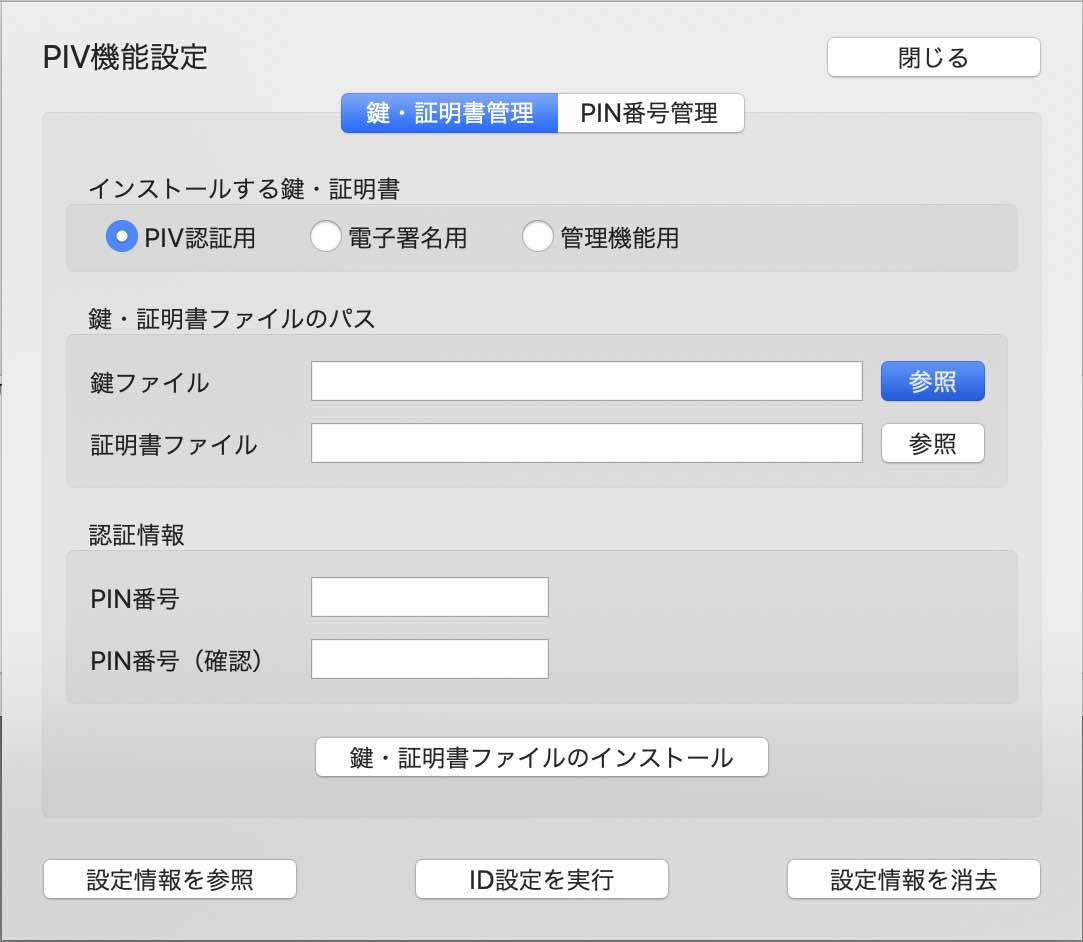 PIV機能設定
閉じる
鍵・証明書管理
PIN番号管理
インストールする鍵・証明書
PIV認証用
電子署名用
管理機能用
鍵・証明書ファイルのパス
鍵ファイル
参照
証明書ファイル
参照
認証情報
PIN番号
PIN番号（確認）
鍵・証明書ファイルのインストール
設定情報を参照
ID設定を実行
設定情報を消去